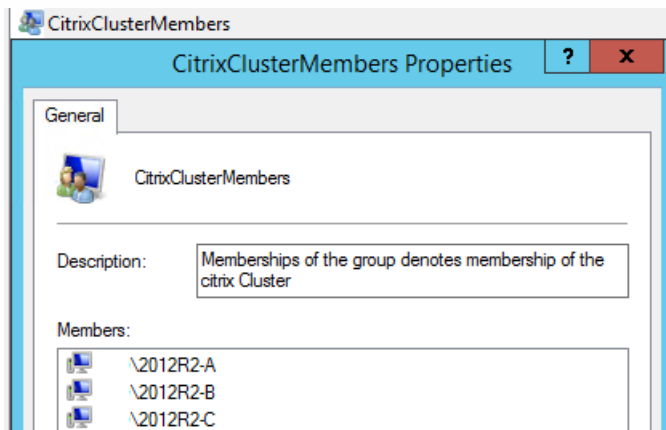 CitrixClusterMembers
CitrixClusterMembers Properties
?
x
General
CitrixClusterMembers
Description:
Memberships of the group denotes membership of the
citrix Cluster
Members:
\2012R2-A
\2012R2-B
\2012R2-C